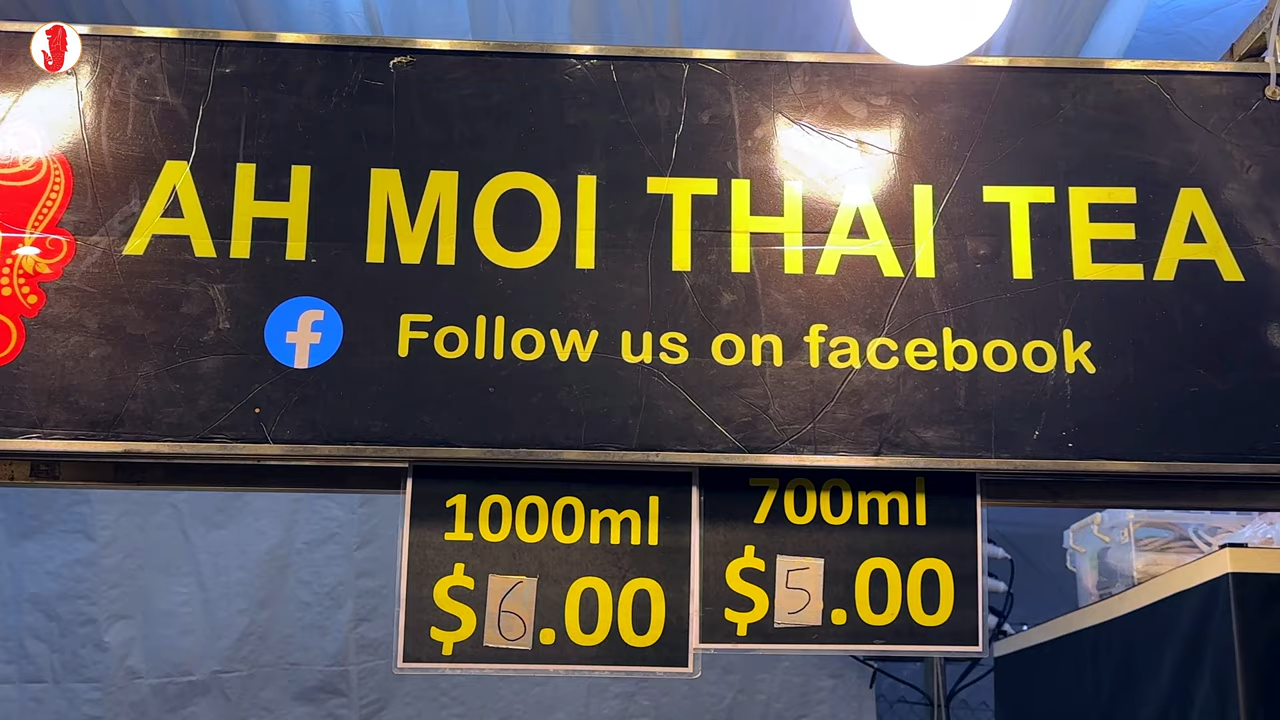 AH MOI THAI TEA
f Follow us on facebook
1000ml
$6.00
700ml
$5.00